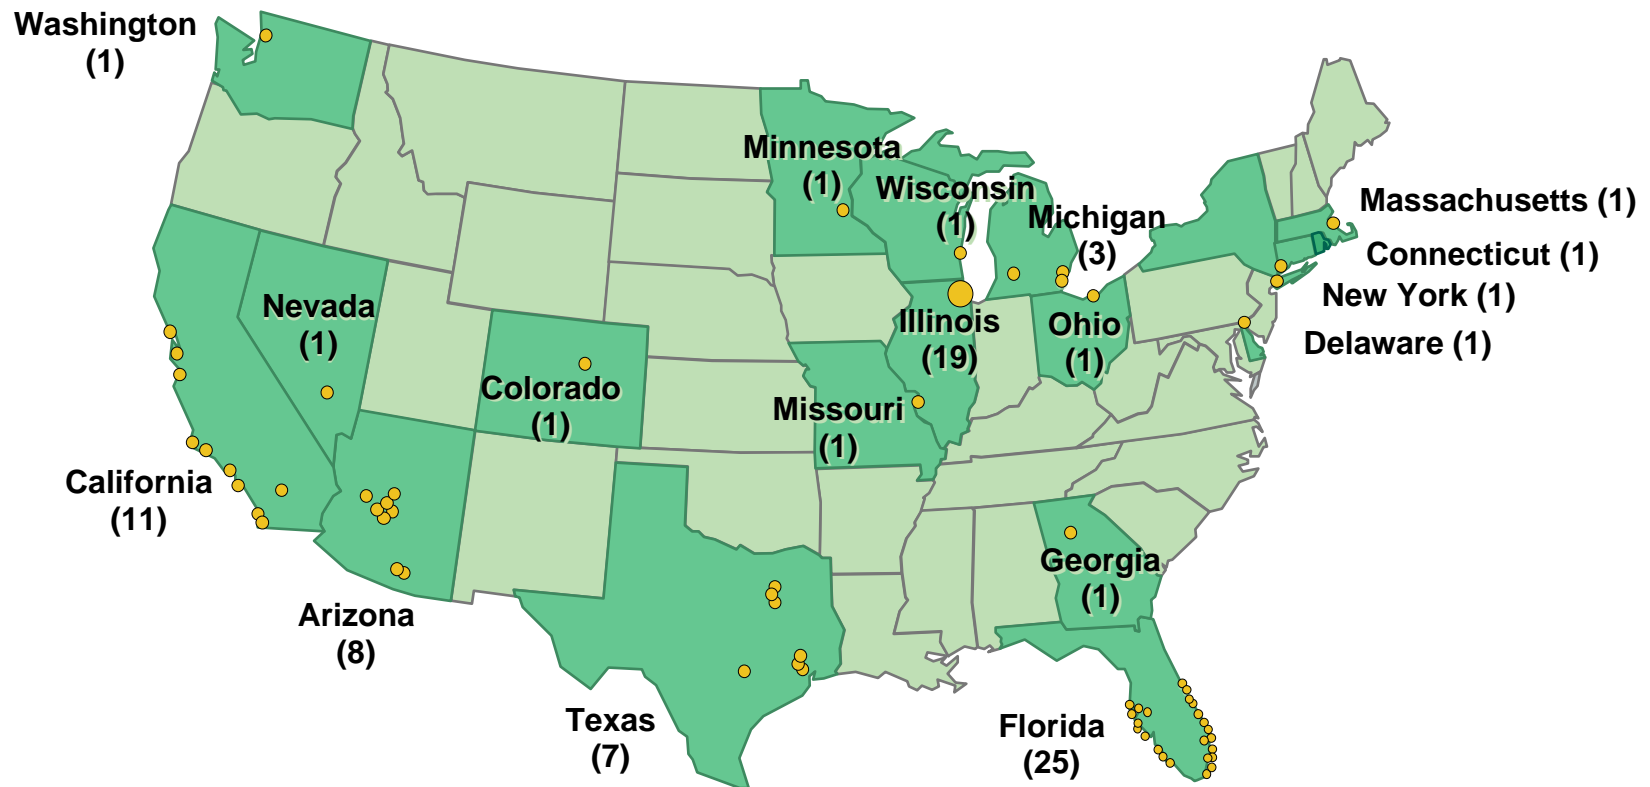 Washington
(1)
Minnesota
(1)
Wisconsin
(1)
Michigan
(3)
Massachusetts (1)
Connecticut (1)
New York (1)
Delaware (1)
Nevada
(1)
Illinois
(19)
Ohio
(1)
Colorado
(1)
Missouri
(1)
California
(11)
Georgia
(1)
Arizona
(8)
Texas
(7)
Florida
(25)